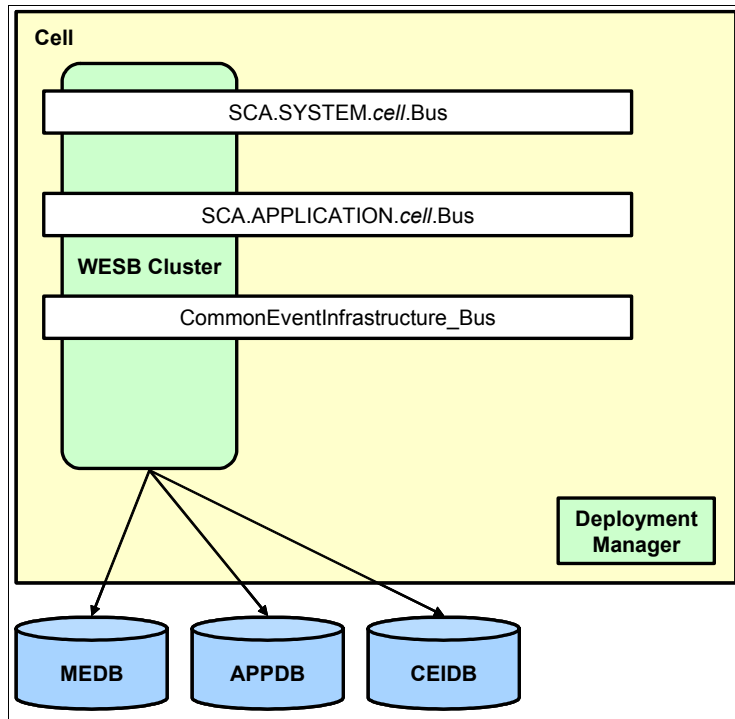 Cell
SCA.SYSTEM.cell.Bus
SCA.APPLICATION.cell.Bus
WESB Cluster
CommonEventInfrastructure_Bus
Deployment
Manager
MEDB
APPDB
CEIDB